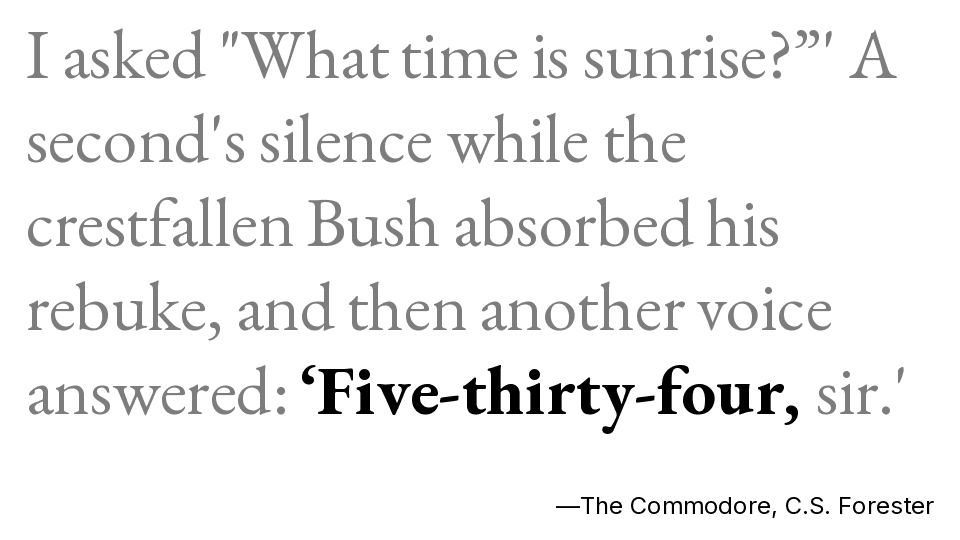 I asked "What time is sunrise?”' A
second's silence while the
crestfallen Bush absorbed his
rebuke, and then another voice
answered: ‘Five-thirty-four, sir.'
—The Commodore, C.S. Forester